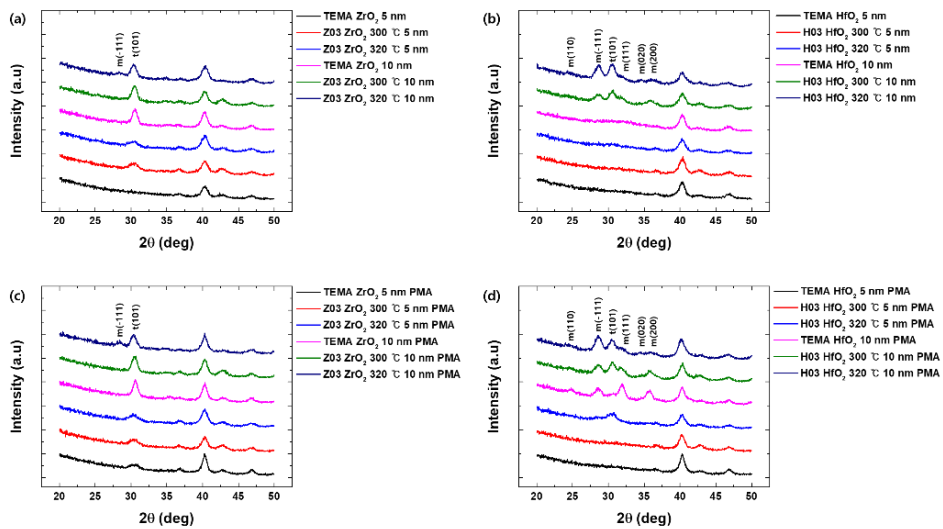 (a)
Intensity (a.u)
m(-111)
t(101)
20 25 30 35 40 45 50
2θ (deg)
TEMA ZrO₂ 5 nm
Z03 ZrO₂ 300 ℃ 5 nm
Z03 ZrO₂ 320 ℃ 5 nm
TEMA ZrO₂ 10 nm
Z03 ZrO₂ 300 ℃ 10 nm
Z03 ZrO₂ 320 ℃ 10 nm
(b)
Intensity (a.u)
m(110)
m(-111)
t(101)
m(111)
m(020)
m(200)
20 25 30 35 40 45 50
2θ (deg)
TEMA HfO₂ 5 nm
H03 HfO₂ 300 ℃ 5 nm
H03 HfO₂ 320 ℃ 5 nm
TEMA HfO₂ 10 nm
H03 HfO₂ 300 ℃ 10 nm
H03 HfO₂ 320 ℃ 10 nm
(c)
Intensity (a.u)
m(-111)
t(101)
20 25 30 35 40 45 50
2θ (deg)
TEMA ZrO₂ 5 nm PMA
Z03 ZrO₂ 300 ℃ 5 nm PMA
Z03 ZrO₂ 320 ℃ 5 nm PMA
TEMA ZrO₂ 10 nm PMA
Z03 ZrO₂ 300 ℃ 10 nm PMA
Z03 ZrO₂ 320 ℃ 10 nm PMA
(d)
Intensity (a.u)
m(110)
m(-111)
t(101)
m(111)
m(020)
m(200)
20 25 30 35 40 45 50
2θ (deg)
TEMA HfO₂ 5 nm PMA
H03 HfO₂ 300 ℃ 5 nm PMA
H03 HfO₂ 320 ℃ 5 nm PMA
TEMA HfO₂ 10 nm PMA
H03 HfO₂ 300 ℃ 10 nm PMA
H03 HfO₂ 320 ℃ 10 nm PMA